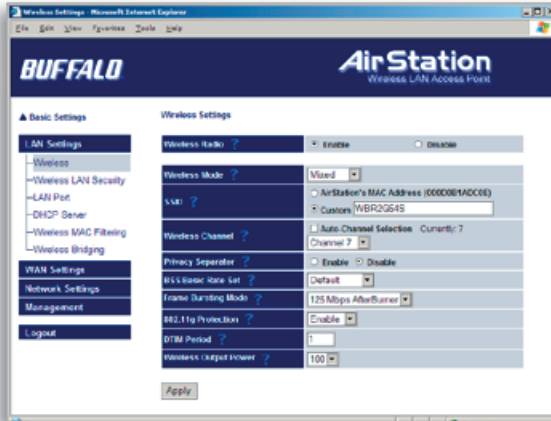 Wireless Settings - Microsoft Internet Explorer
File Edit View Favorites Tools Help
BUFFALO
AirStation
Wireless LAN Access Point
▲ Basic Settings
LAN Settings
Wireless
Wireless LAN Security
LAN Port
DHCP Server
Wireless MAC Filtering
Wireless Bridging
WAN Settings
Network Settings
Management
Logout
Wireless Settings
Wireless Radio ? Enable Disable
Wireless Mode ? Mixed
SSID ? AirStation's MAC Address (000D0B1ADC0E)
Custom WBR2G54S
Wireless Channel ? Auto-Channel Selection Currently: 7
Channel 7
Privacy Separator ? Enable Disable
BSS Basic Rate Set ? Default
Frame Bursting Mode ? 125 Mbps AfterBurner
802.11g Protection ? Enable
DTIM Period ? 1
Wireless Output Power ? 100
Apply